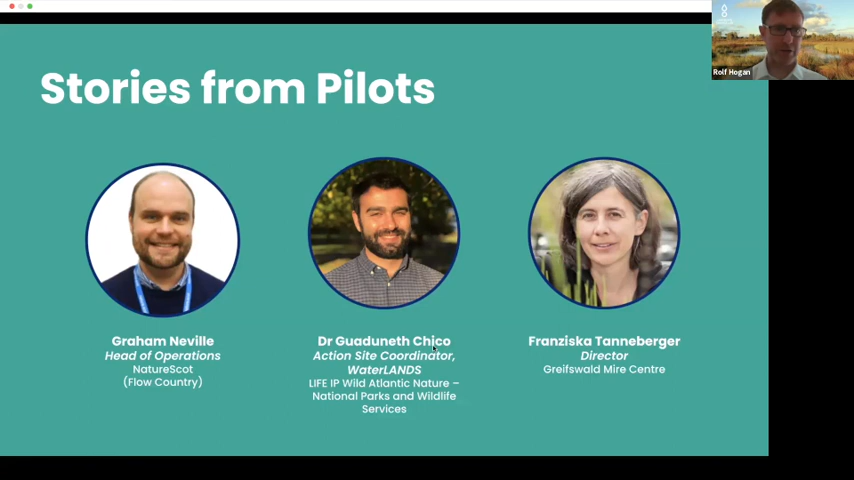 Stories from Pilots
Rolf Hogan
Graham Neville
Head of Operations
NatureScot
(Flow Country)
Dr Guaduneth Chico
Action Site Coordinator,
WaterLANDS
LIFE IP Wild Atlantic Nature –
National Parks and Wildlife
Services
Franziska Tanneberger
Director
Greifswald Mire Centre